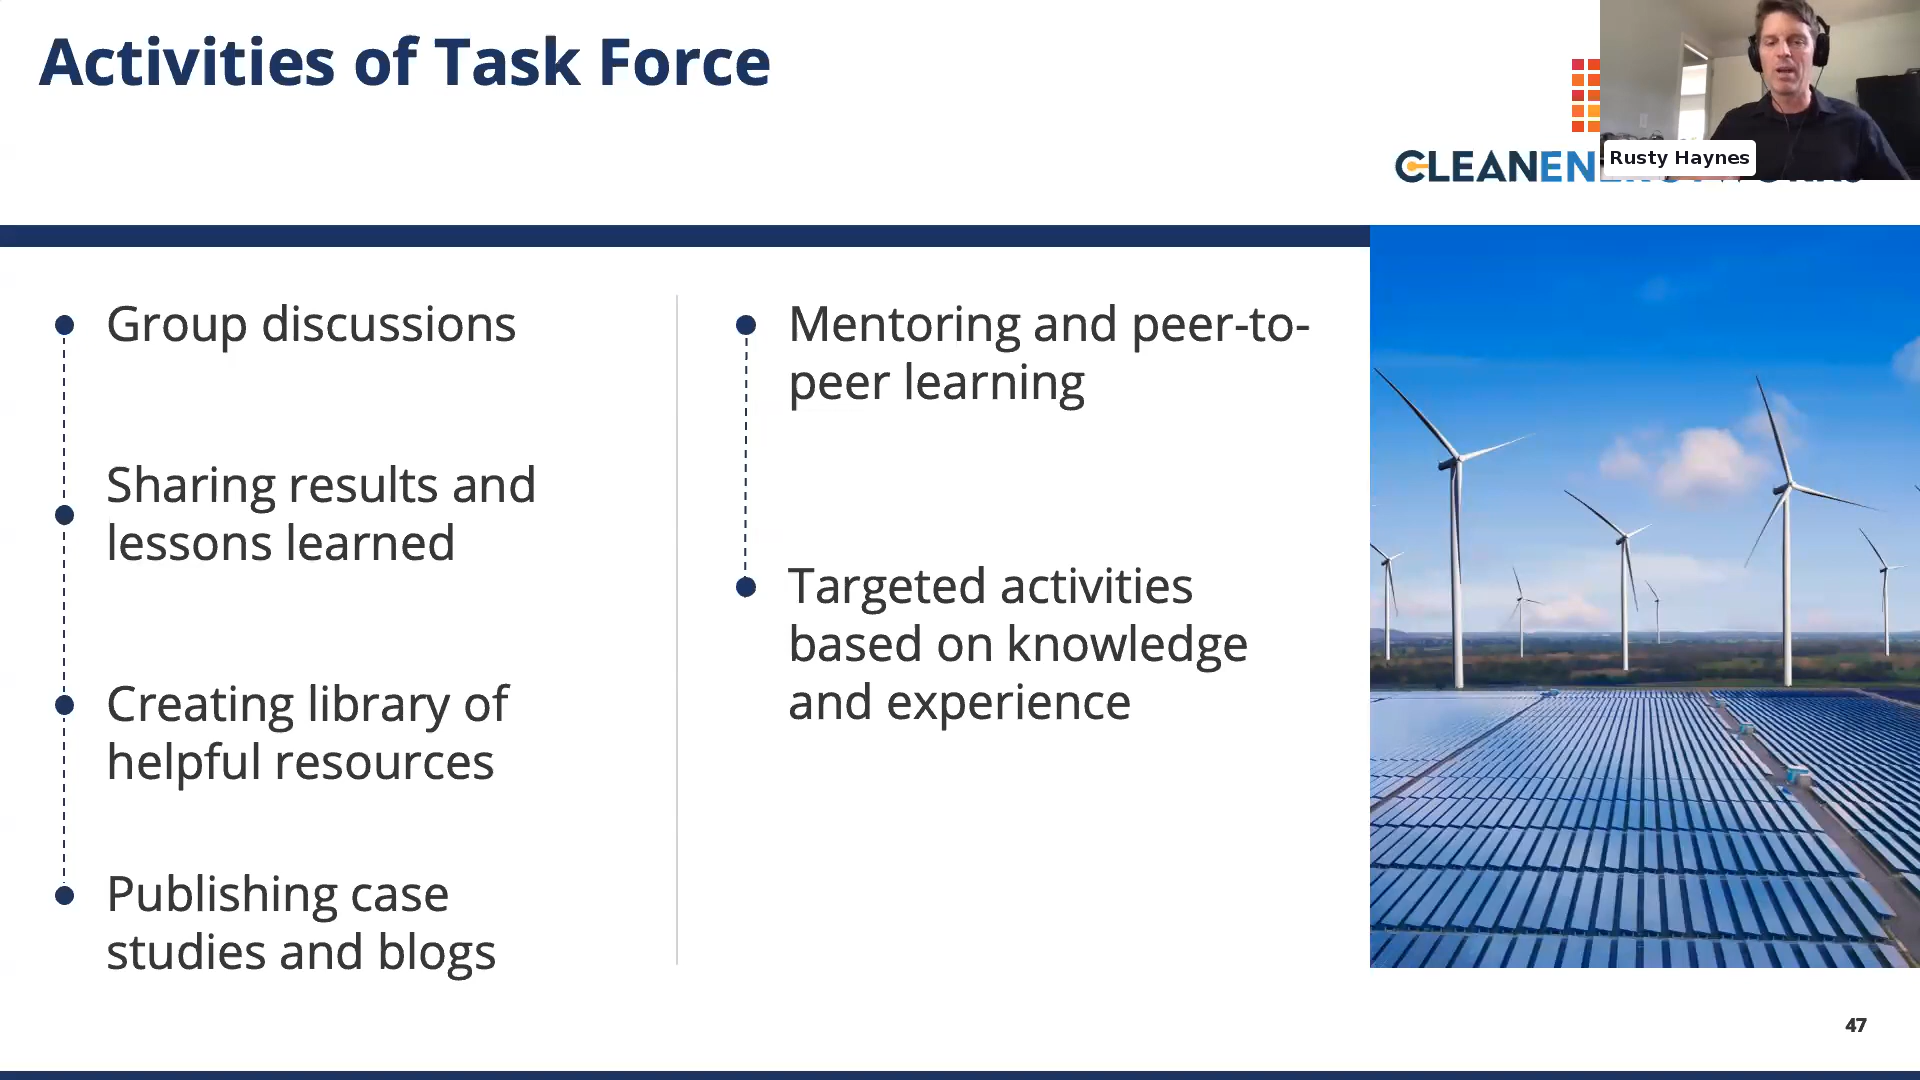 Activities of Task Force
Rusty Haynes
CLEANEN
Group discussions
Sharing results and
lessons learned
Creating library of
helpful resources
Publishing case
studies and blogs
Mentoring and peer-to-
peer learning
Targeted activities
based on knowledge
and experience
47